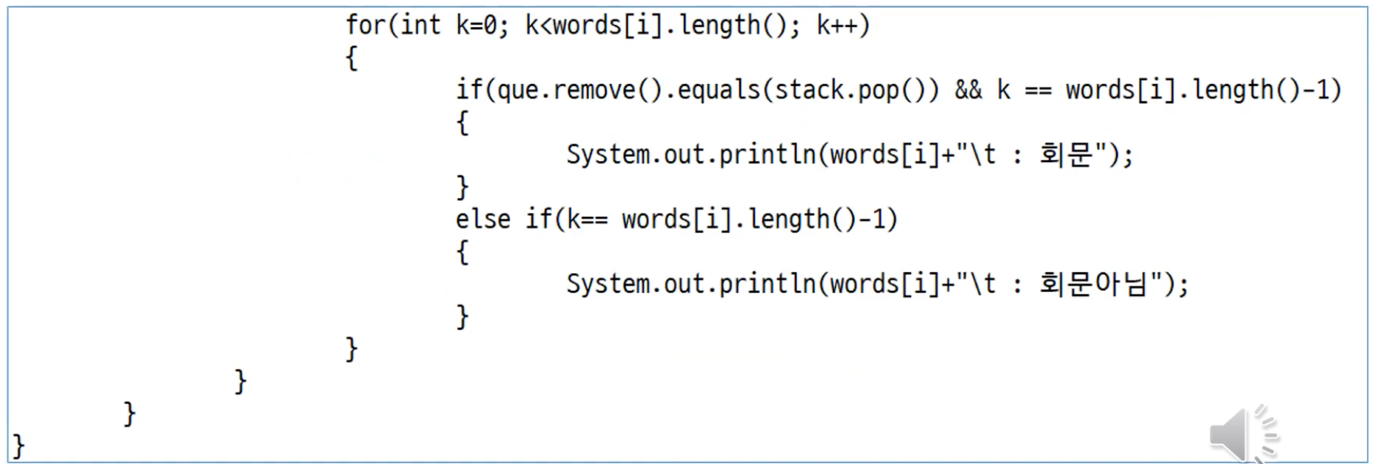 for(int k=0; k<words[i].length(); k++)
{
if(que.remove().equals(stack.pop()) && k == words[i].length()-1)
{
System.out.println(words[i]+"\t : 회문");
}
else if(k== words[i].length()-1)
{
System.out.println(words[i]+"\t : 회문아님");
}
}
}
}
}